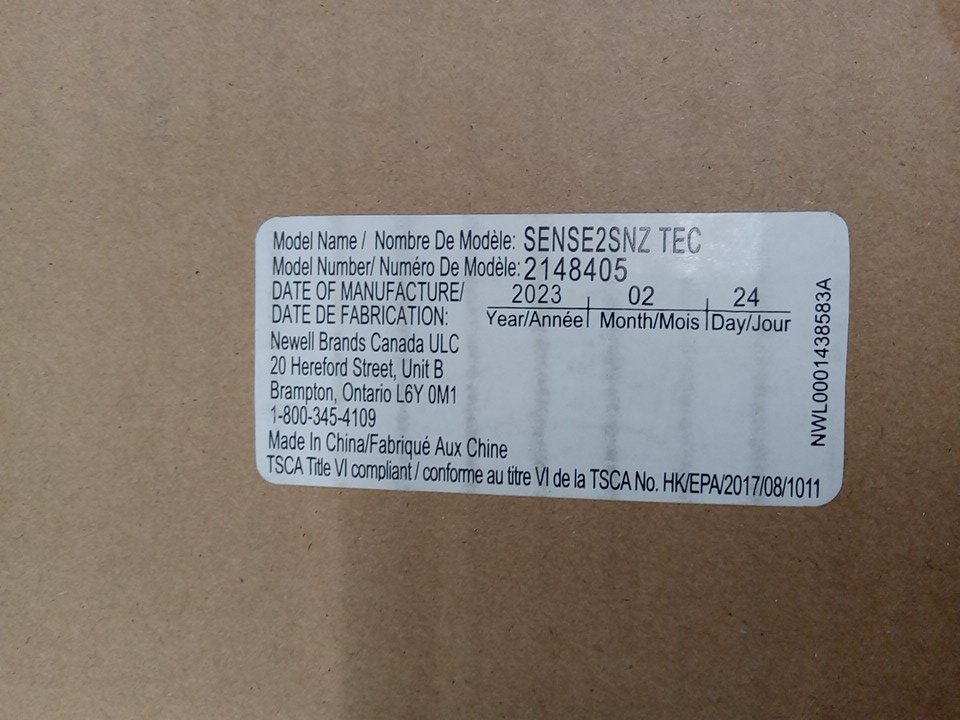 Model Name / Nombre De Modèle: SENSE2SNZ TEC
Model Number/ Numéro De Modèle: 2148405
DATE OF MANUFACTURE/ 2023 02 24
DATE DE FABRICATION: Year/Année Month/Mois Day/Jour
Newell Brands Canada ULC
20 Hereford Street, Unit B
Brampton, Ontario L6Y 0M1
1-800-345-4109
Made In China/Fabriqué Aux Chine
TSCA Title VI compliant / conforme au titre VI de la TSCA No. HK/EPA/2017/08/1011
NWL0001438583A